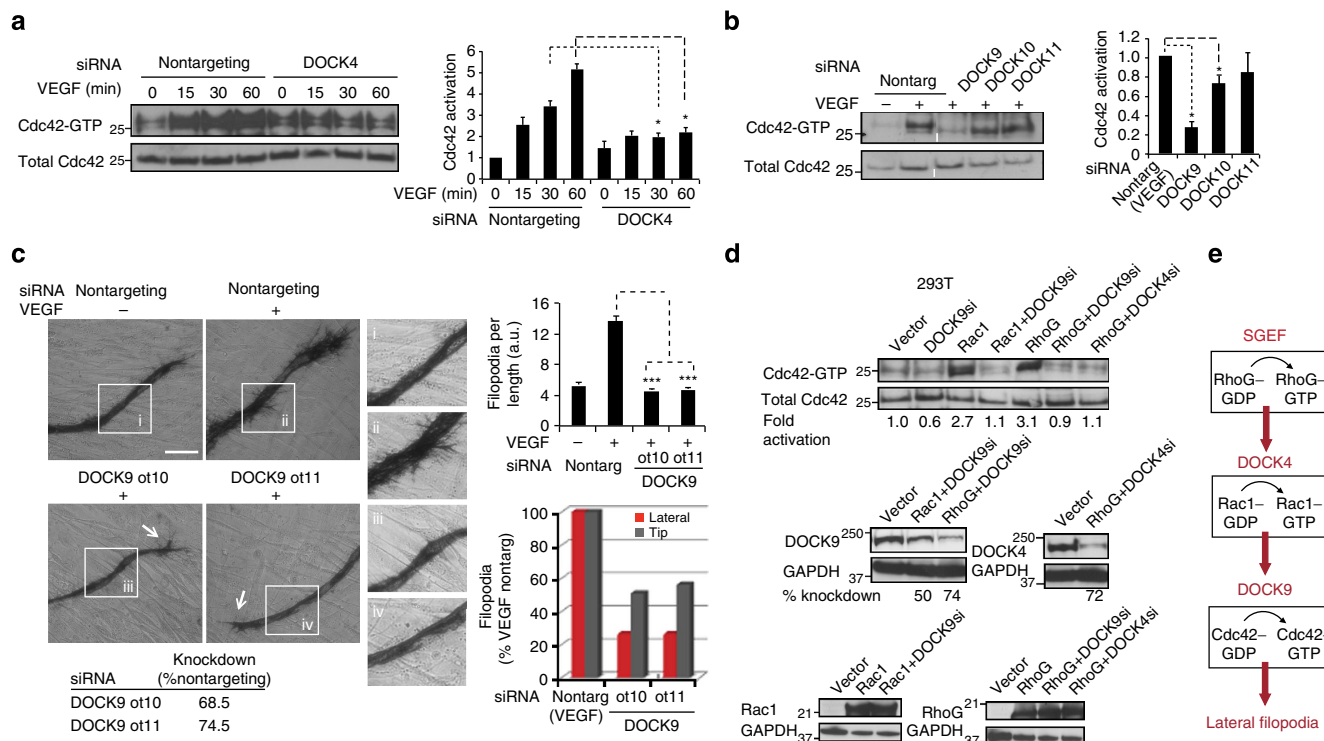 a
siRNA Nontargeting DOCK4
VEGF (min) 0 15 30 60 0 15 30 60
Cdc42-GTP 25
Total Cdc42 25
Cdc42 activation
6
5
4
3
2
1
0
* *
VEGF (min) 0 15 30 60 0 15 30 60
siRNA Nontargeting DOCK4
b
siRNA Nontarg DOCK9 DOCK10 DOCK11
VEGF – + + + +
Cdc42-GTP 25
Total Cdc42 25
Cdc42 activation
1.2
1.0
0.8
0.6
0.4
0.2
0
* *
siRNA
Nontarg (VEGF) DOCK9 DOCK10 DOCK11
c
siRNA Nontargeting Nontargeting
VEGF – +
i ii
DOCK9 ot10 DOCK9 ot11
+ +
iii iv
i
ii
iii
iv
siRNA Knockdown (%nontargeting)
DOCK9 ot10 68.5
DOCK9 ot11 74.5
Filopodia per length (a.u.)
16
12
8
4
0
*** ***
VEGF – + + +
siRNA Nontarg ot10 ot11
DOCK9
Filopodia (% VEGF nontarg)
100
80
60
40
20
0
Lateral
Tip
siRNA Nontarg (VEGF) ot10 ot11
DOCK9
d
293T
Vector DOCK9si Rac1 Rac1+DOCK9si RhoG RhoG+DOCK9si RhoG+DOCK4si
Cdc42-GTP 25
Total Cdc42 25
Fold activation 1.0 0.6 2.7 1.1 3.1 0.9 1.1
Vector Rac1+DOCK9si RhoG+DOCK9si
DOCK9 250
GAPDH 37
% knockdown 50 74
Vector RhoG+DOCK4si
DOCK4 250
GAPDH 37
72
Vector Rac1 Rac1+DOCK9si
Rac1 21
GAPDH 37
Vector RhoG RhoG+DOCK9si RhoG+DOCK4si
RhoG 21
GAPDH 37
e
SGEF
RhoG–GDP RhoG–GTP
DOCK4
Rac1–GDP Rac1–GTP
DOCK9
Cdc42–GDP Cdc42–GTP
Lateral filopodia